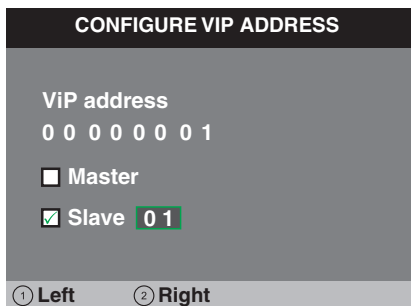 CONFIGURE VIP ADDRESS
ViP address
0 0 0 0 0 0 0 1
Master
Slave 0 1
1 Left 2 Right